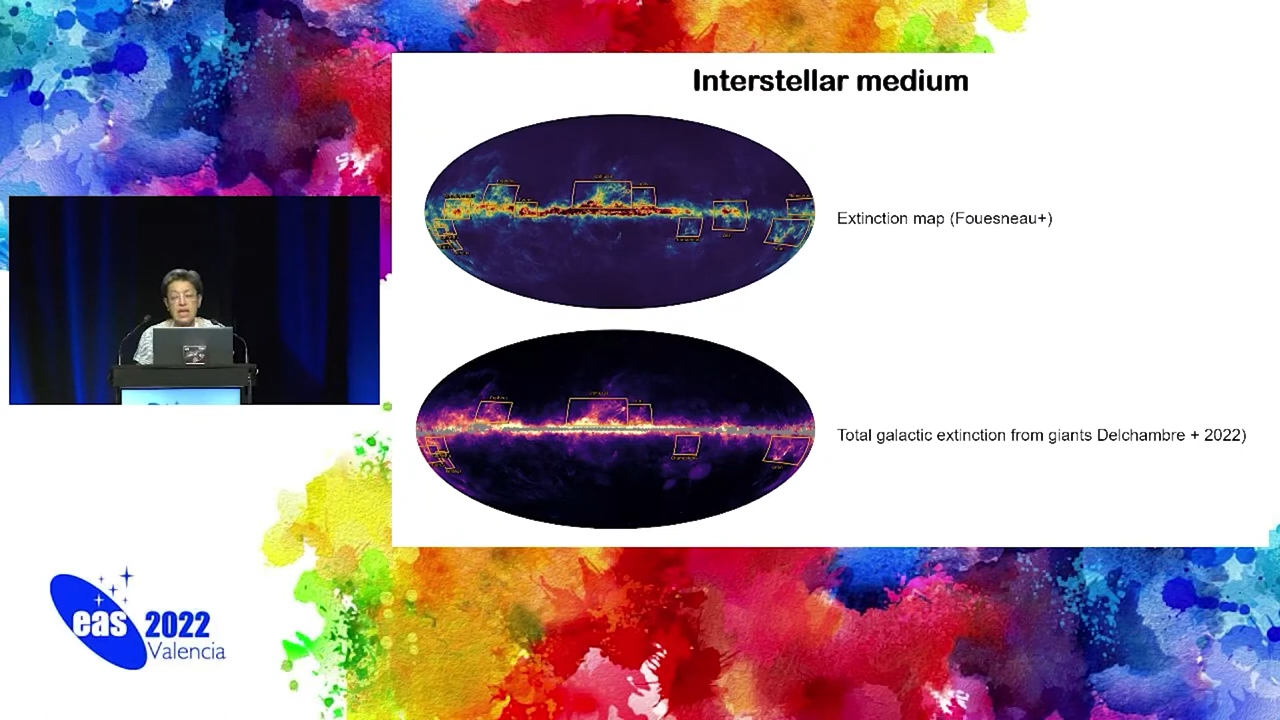 Interstellar medium
Extinction map (Fouesneau+)
Total galactic extinction from giants Delchambre + 2022)
eas 2022
Valencia